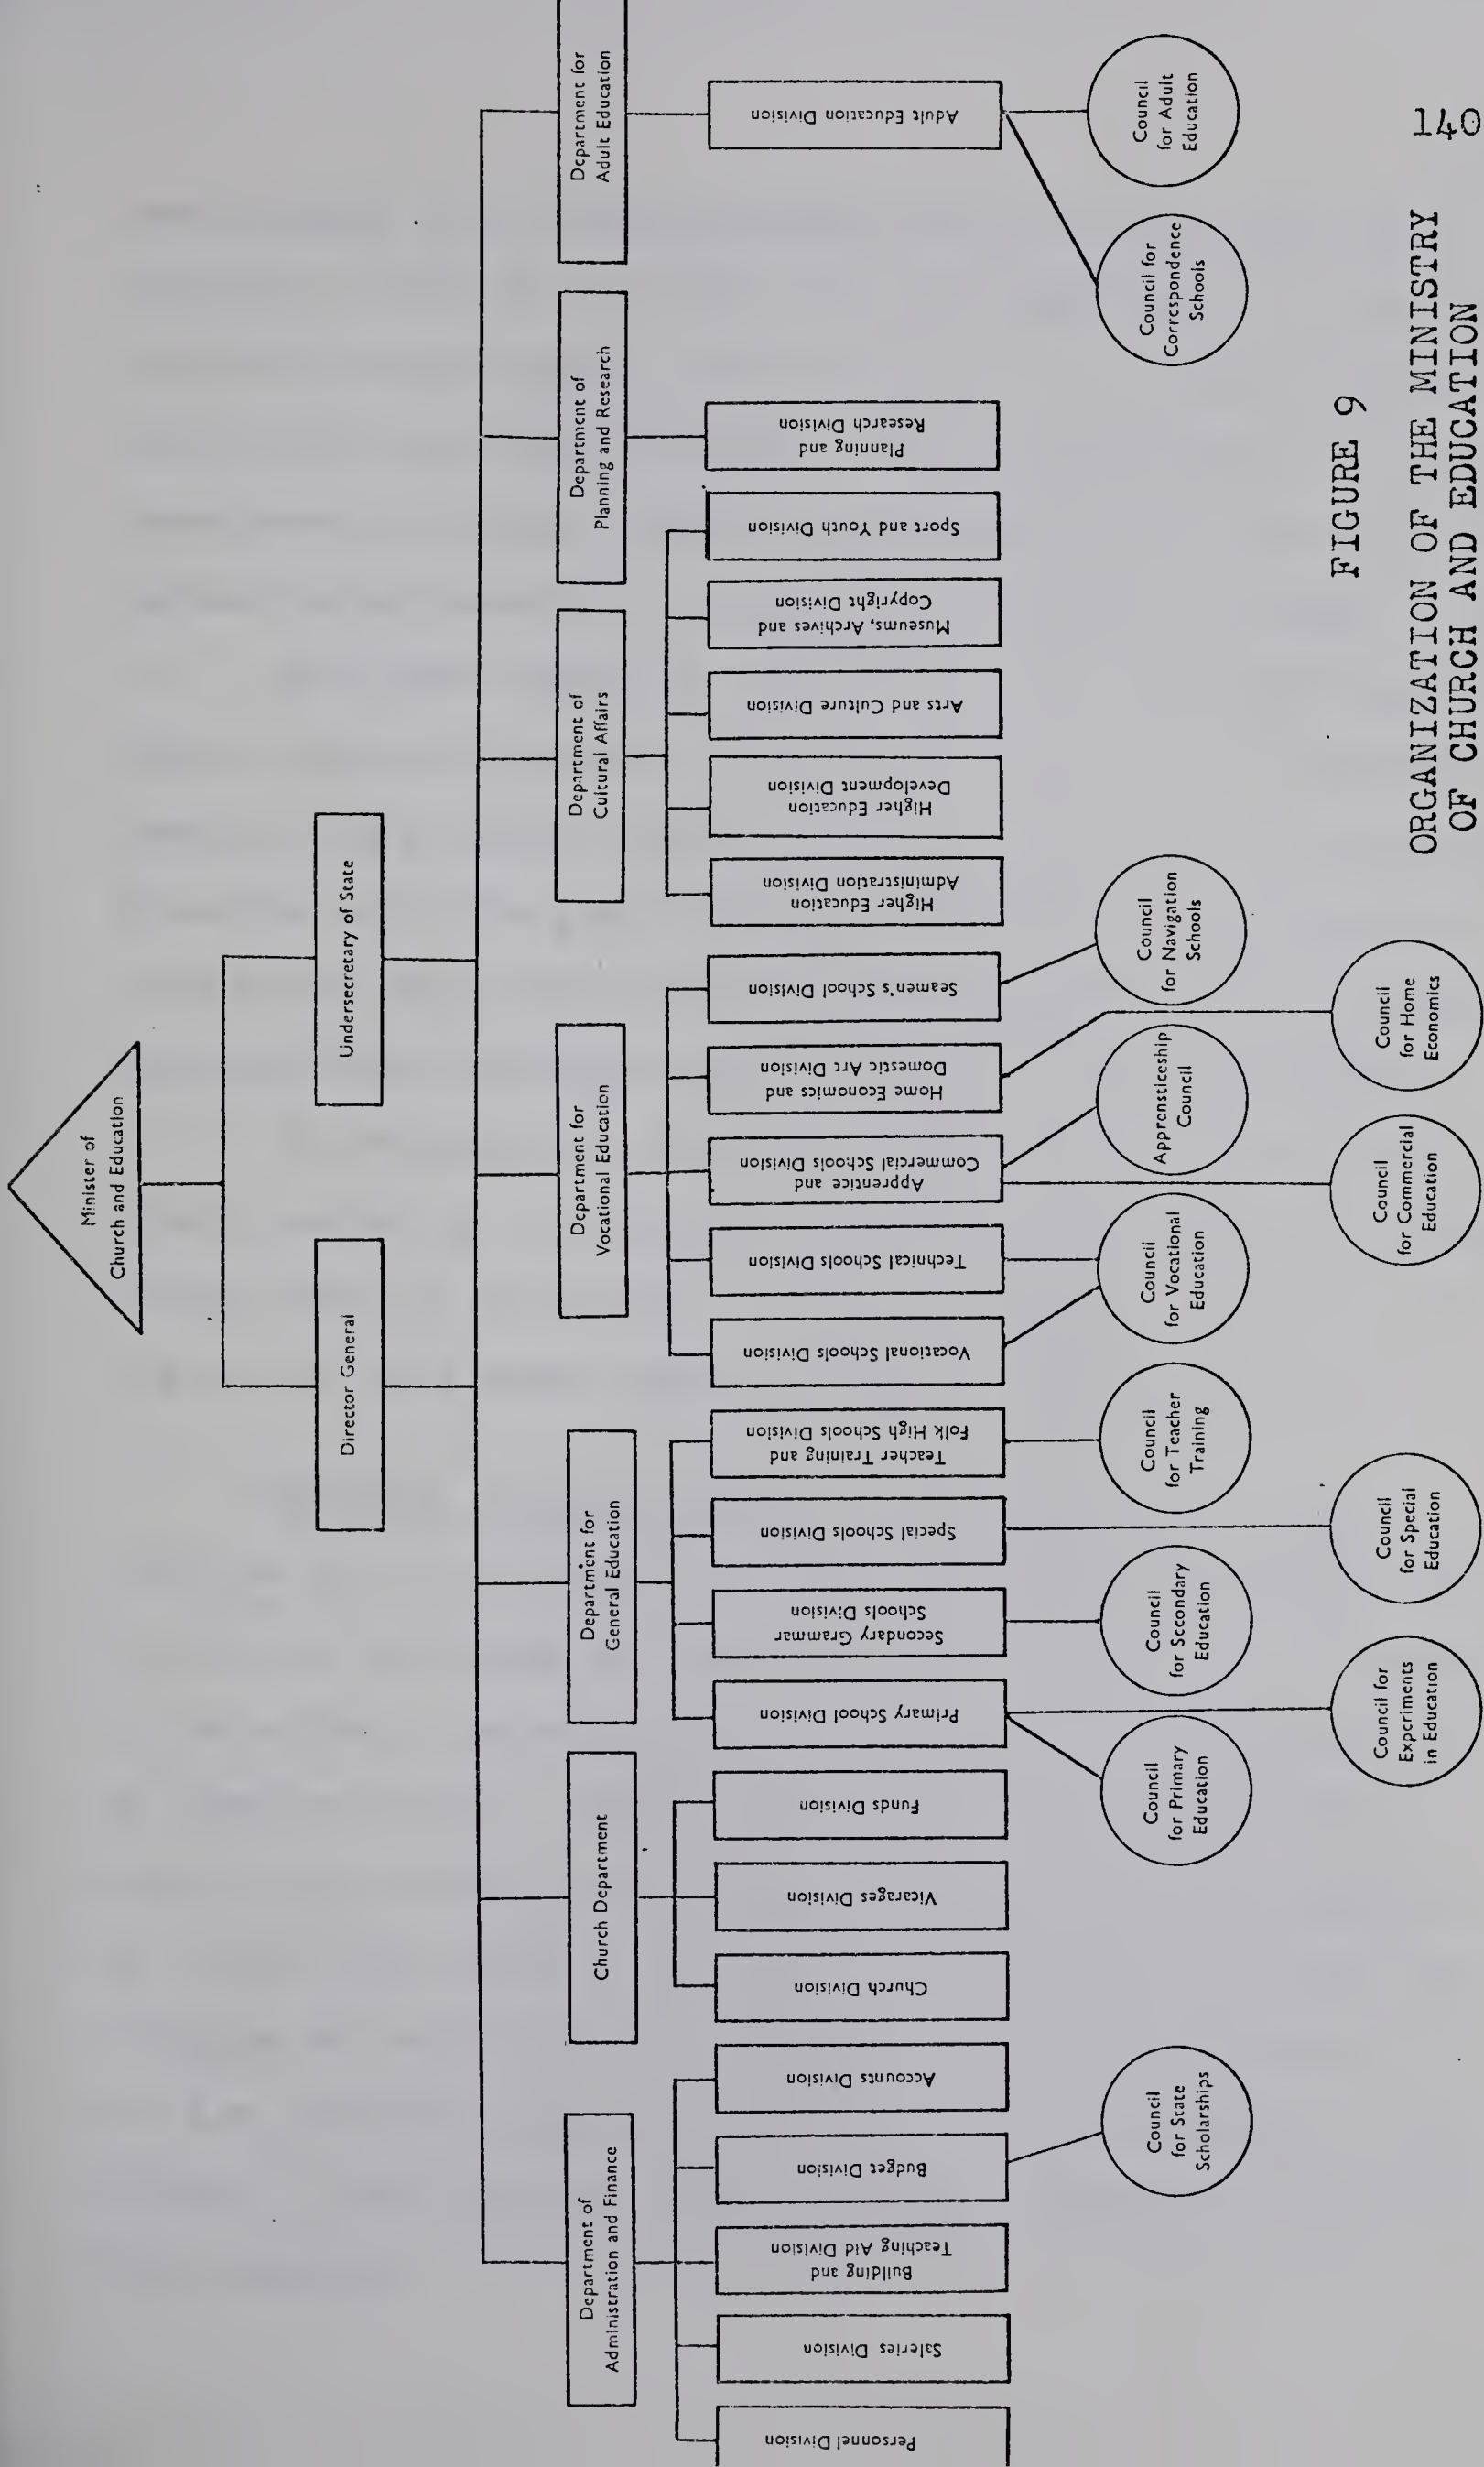 140
FIGURE 9
ORGANIZATION OF THE MINISTRY
OF CHURCH AND EDUCATION
Minister of
Church and Education
Director General
Undersecretary of State
Department of
Administration and Finance
Church Department
Department for
General Education
Department for
Vocational Education
Department of
Cultural Affairs
Department of
Planning and Research
Department for
Adult Education
Personnel Division
Saleries Division
Building and
Teaching Aid Division
Budget Division
Accounts Division
Church Division
Vicarages Division
Funds Division
Primary School Division
Secondary Grammar
Schools Division
Special Schools Division
Teacher Training and
Folk High Schools Division
Vocational Schools Division
Technical Schools Division
Apprentice and
Commercial Schools Division
Home Economics and
Domestic Art Division
Seamen's School Division
Higher Education
Administration Division
Higher Education
Development Division
Arts and Culture Division
Museums, Archives and
Copyright Division
Sport and Youth Division
Planning and
Research Division
Adult Education Division
Council
for State
Scholarships
Council
for Primary
Education
Council
for Secondary
Education
Council
for Teacher
Training
Council
for Vocational
Education
Apprensticeship
Council
Council
for Navigation
Schools
Council for
Correspondence
Schools
Council
for Adult
Education
Council for
Experiments
in Education
Council
for Special
Education
Council
for Commercial
Education
Council
for Home
Economics